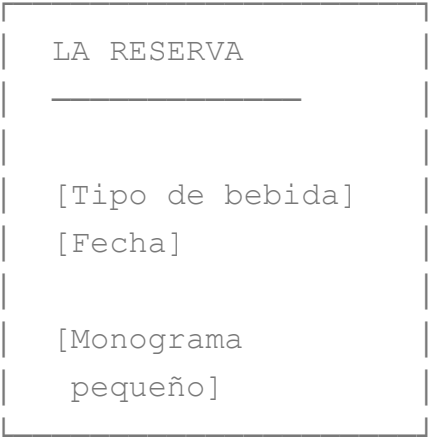 LA RESERVA
[Tipo de bebida]
[Fecha]
[Monograma
pequeño]